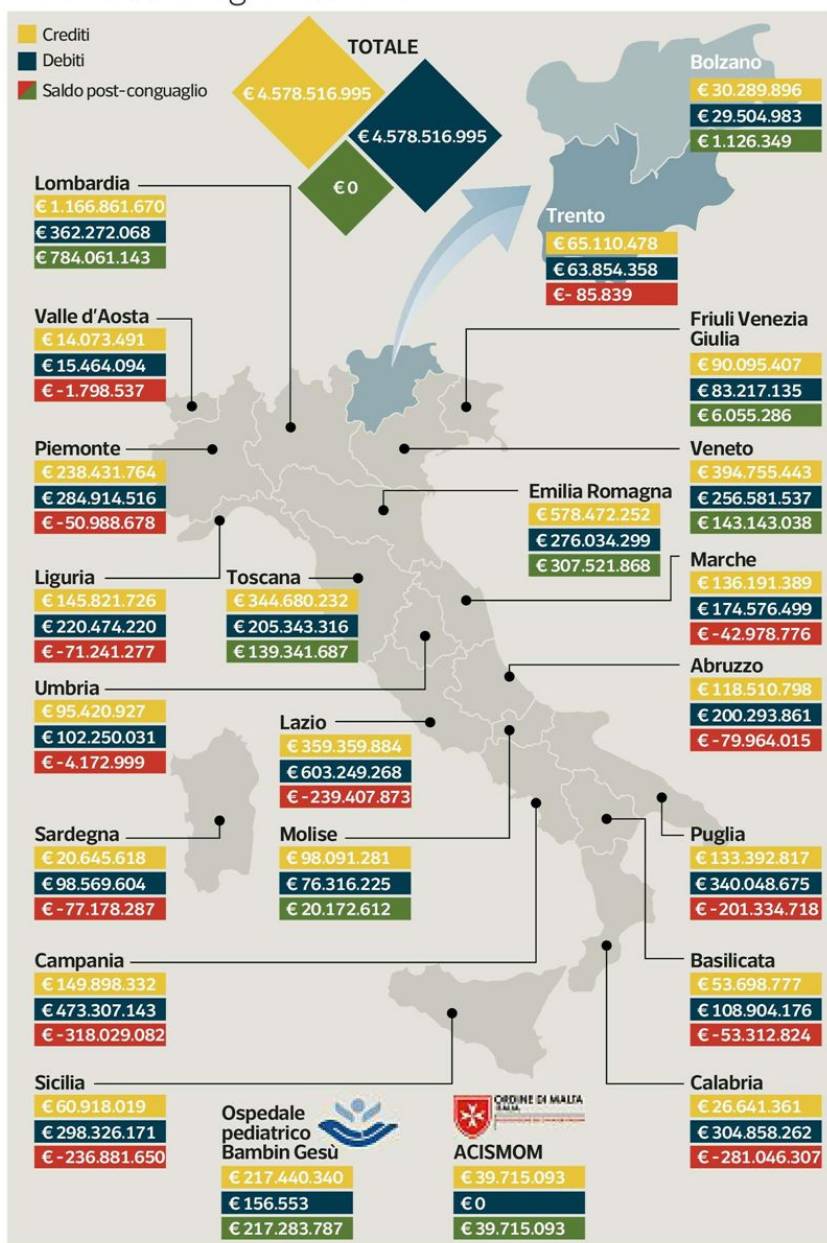 Crediti
Debiti
Saldo post-conguaglio
TOTALE
€ 4.578.516.995
€ 4.578.516.995
€ 0
Bolzano
€ 30.289.896
€ 29.504.983
€ 1.126.349
Trento
€ 65.110.478
€ 63.854.358
€- 85.839
Lombardia
€ 1.166.861.670
€ 362.272.068
€ 784.061.143
Valle d'Aosta
€ 14.073.491
€ 15.464.094
€ -1.798.537
Friuli Venezia
Giulia
€ 90.095.407
€ 83.217.135
€ 6.055.286
Piemonte
€ 238.431.764
€ 284.914.516
€ -50.988.678
Veneto
€ 394.755.443
€ 256.581.537
€ 143.143.038
Emilia Romagna
€ 578.472.252
€ 276.034.299
€ 307.521.868
Liguria
€ 145.821.726
€ 220.474.220
€ -71.241.277
Toscana
€ 344.680.232
€ 205.343.316
€ 139.341.687
Marche
€ 136.191.389
€ 174.576.499
€ -42.978.776
Umbria
€ 95.420.927
€ 102.250.031
€ -4.172.999
Lazio
€ 359.359.884
€ 603.249.268
€ -239.407.873
Abruzzo
€ 118.510.798
€ 200.293.861
€ -79.964.015
Sardegna
€ 20.645.618
€ 98.569.604
€ -77.178.287
Molise
€ 98.091.281
€ 76.316.225
€ 20.172.612
Puglia
€ 133.392.817
€ 340.048.675
€ -201.334.718
Campania
€ 149.898.332
€ 473.307.143
€ -318.029.082
Basilicata
€ 53.698.777
€ 108.904.176
€ -53.312.824
Sicilia
€ 60.918.019
€ 298.326.171
€ -236.881.650
Ospedale
pediatrico
Bambin Gesù
€ 217.440.340
€ 156.553
€ 217.283.787
ORDINE DI MALTA
ITALIA
ACISMOM
€ 39.715.093
€ 0
€ 39.715.093
Calabria
€ 26.641.361
€ 304.858.262
€ -281.046.307